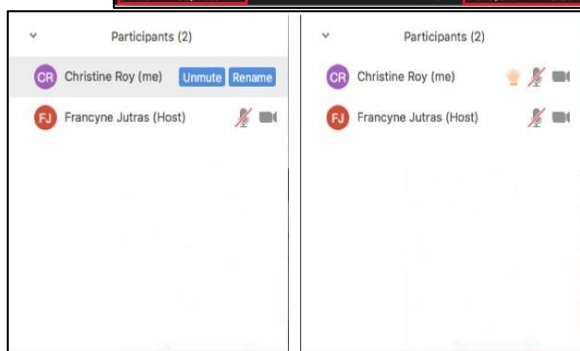 Participants (2)
CR Christine Roy (me) Unmute Rename
FJ Francyne Jutras (Host)
Participants (2)
CR Christine Roy (me)
FJ Francyne Jutras (Host)